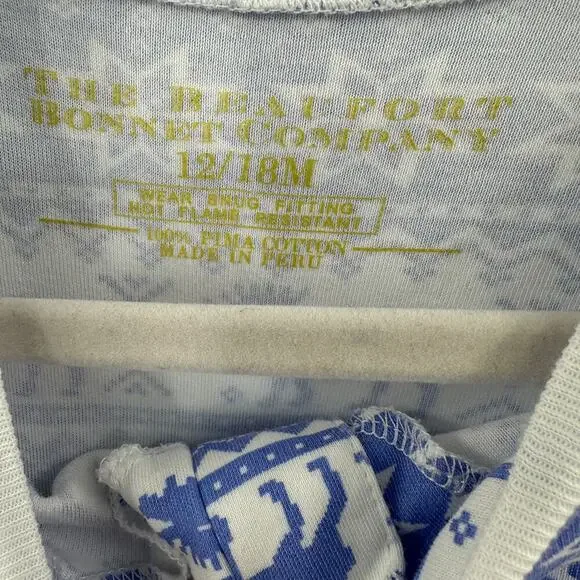 THE BEAUFORT
BONNET COMPANY
12/18M
WEAR SNUG FITTING
NOT FLAME RESISTANT
100% PIMA COTTON
MADE IN PERU